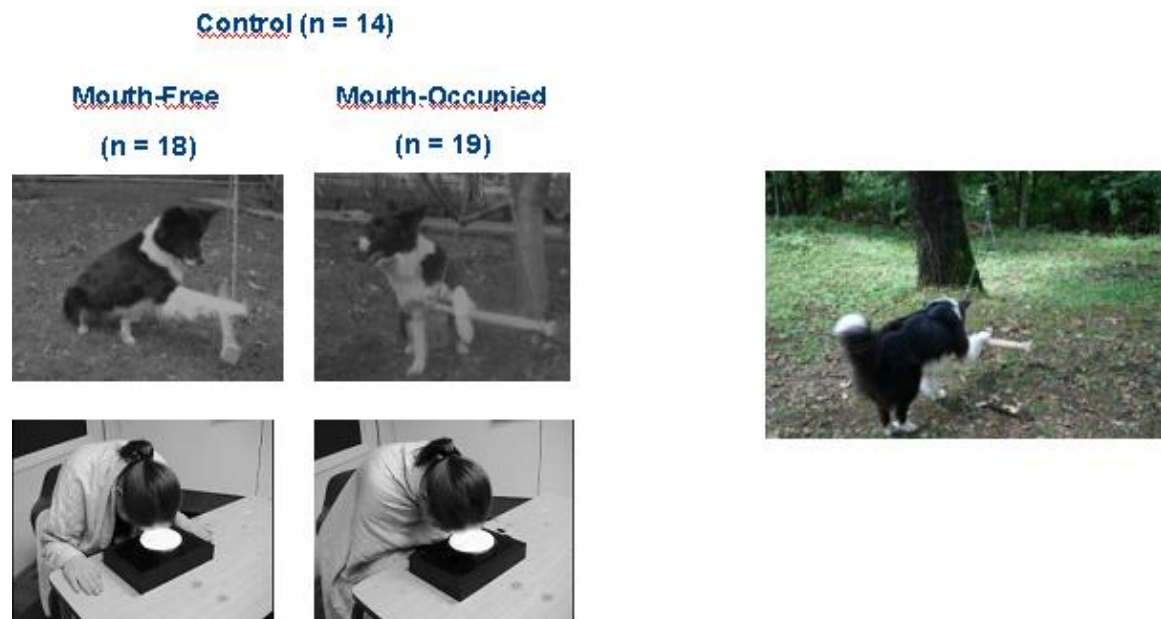 Control (n = 14)
Mouth-Free
Mouth-Occupied
(n = 18)
(n = 19)